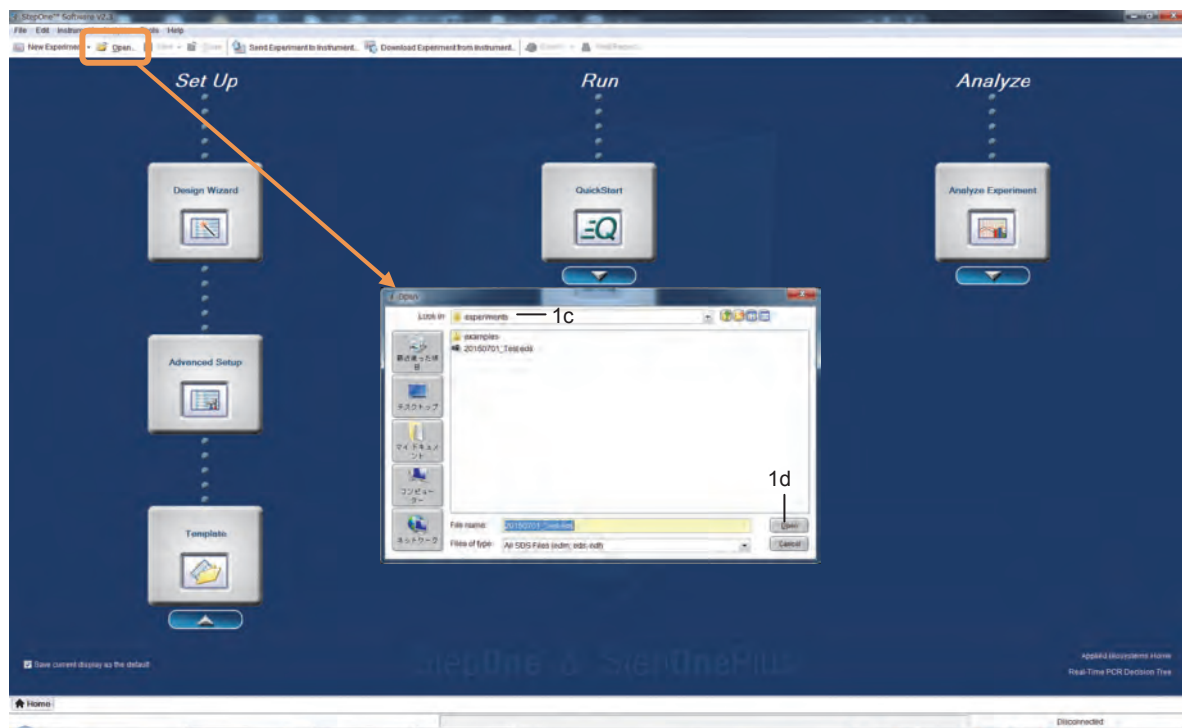 StepOne™ Software v2.3
File Edit Instrument Tools Help
New Experiment Open... Send Experiment to Instrument... Download Experiment from Instrument...
Set Up
Run
Analyze
Design Wizard
QuickStart
Analyze Experiment
Q
Open
Look in: experiments 1c
examples
20150701_Test.eds
最近使った項目
デスクトップ
マイ ドキュメント
コンピューター
ネットワーク
1d
File name: 20150701_Test.eds Open
Files of type: All SDS Files (edm, eds, edt) Cancel
Advanced Setup
Template
Save current display as the default
StepOne & StepOnePlus
Applied Biosystems Home
Real-Time PCR Decision Tree
Home
Disconnected